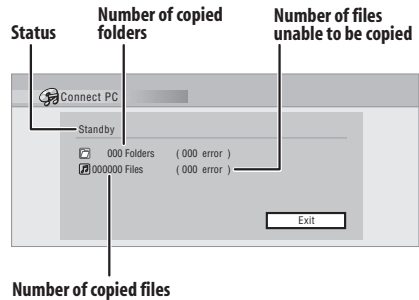 Status
Number of copied
folders
Number of files
unable to be copied
Connect PC
Standby
000 Folders ( 000 error )
000000 Files ( 000 error )
Exit
Number of copied files